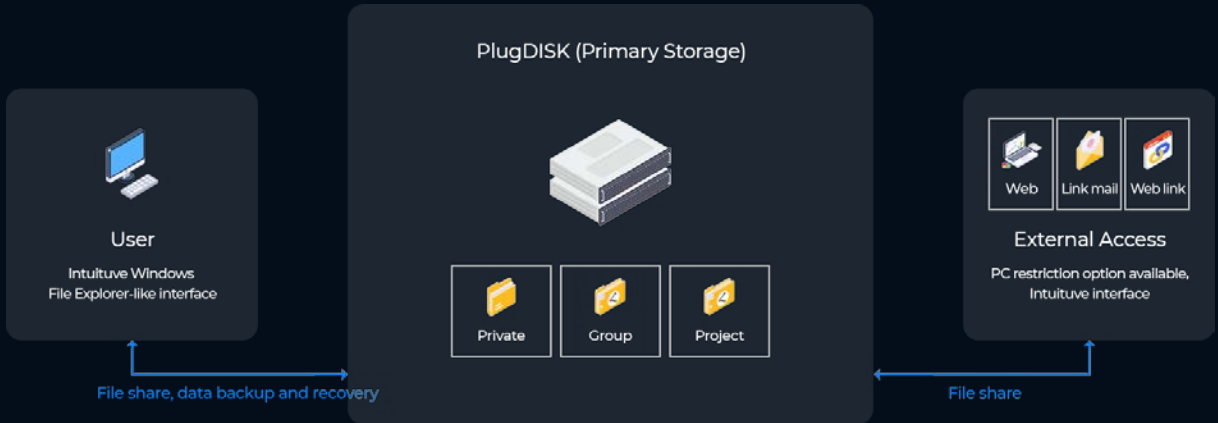 PlugDISK (Primary Storage)
User
Intuituve Windows
File Explorer-like interface
Private
Group
Project
Web
Link mail
Web link
External Access
PC restriction option available,
Intuituve interface
File share, data backup and recovery
File share